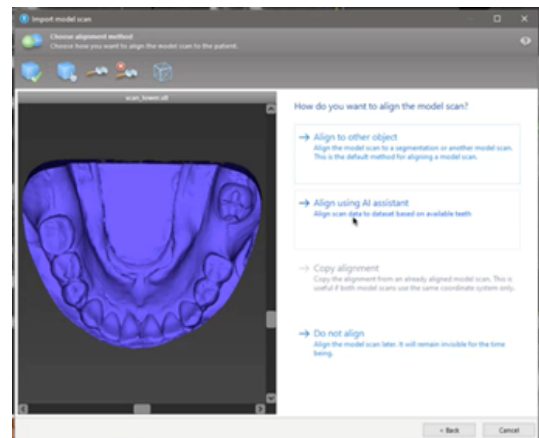 Import model scan
Choose alignment method
Choose how you want to align the model scan to the patient.
scan_lower.stl
How do you want to align the model scan?
Align to other object
Align the model scan to a segmentation or another model scan.
This is the default method for aligning a model scan.
Align using AI assistant
Align scan data to dataset based on available teeth
Copy alignment
Copy the alignment from an already aligned model scan. This is
useful if both model scans use the same coordinate system only.
Do not align
Align the model scan later. It will remain invisible for the time
being.
< Back
Cancel